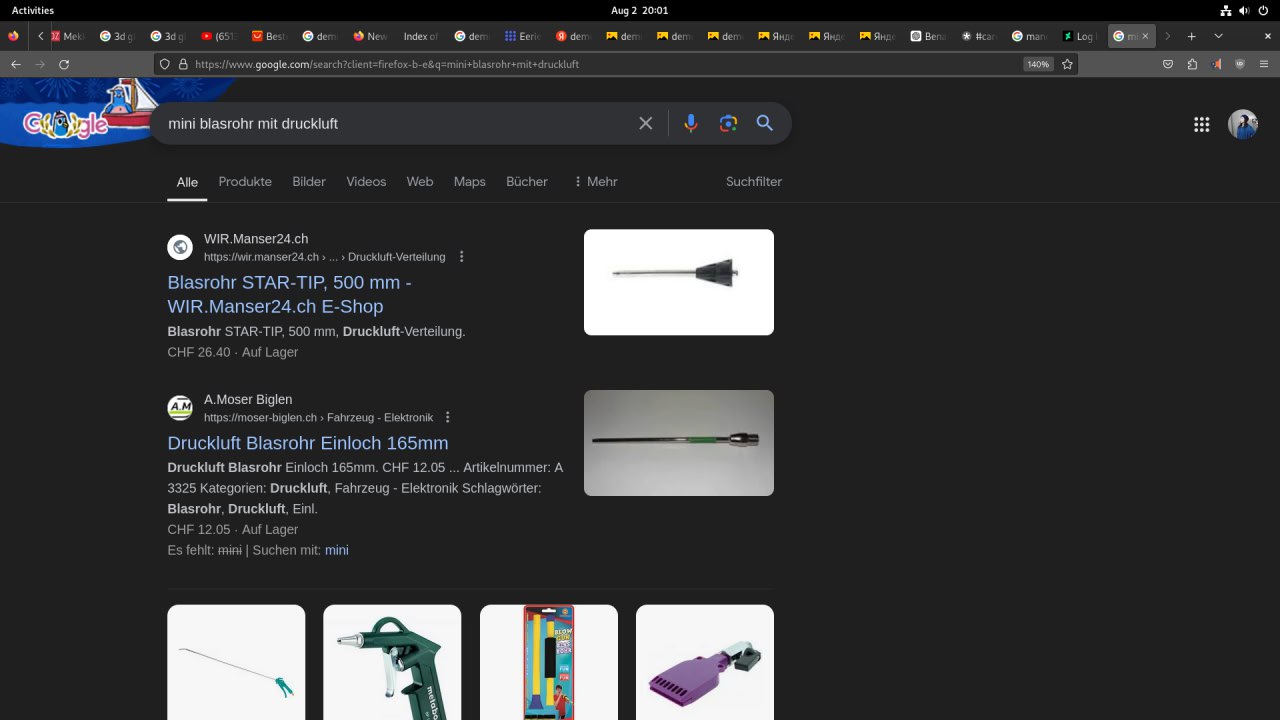 Activities
Aug 2 20:01
Mekl
3d g
3d gl
(651
Bests
dem
New
Index of
dem
Eerie
dem
demi
dem
demi
Янде
Янде
Янде
Bena
#car
man
Log i
mi
https://www.google.com/search?client=firefox-b-e&q=mini+blasrohr+mit+druckluft
140%
Google
mini blasrohr mit druckluft
Alle
Produkte
Bilder
Videos
Web
Maps
Bücher
Mehr
Suchfilter
WIR.Manser24.ch
https://wir.manser24.ch › ... › Druckluft-Verteilung
Blasrohr STAR-TIP, 500 mm -
WIR.Manser24.ch E-Shop
Blasrohr STAR-TIP, 500 mm, Druckluft-Verteilung.
CHF 26.40 · Auf Lager
A.M
A.Moser Biglen
https://moser-biglen.ch › Fahrzeug - Elektronik
Druckluft Blasrohr Einloch 165mm
Druckluft Blasrohr Einloch 165mm. CHF 12.05 ... Artikelnummer: A
3325 Kategorien: Druckluft, Fahrzeug - Elektronik Schlagwörter:
Blasrohr, Druckluft, Einl.
CHF 12.05 · Auf Lager
Es fehlt: mini | Suchen mit: mini
metabo
BLOW